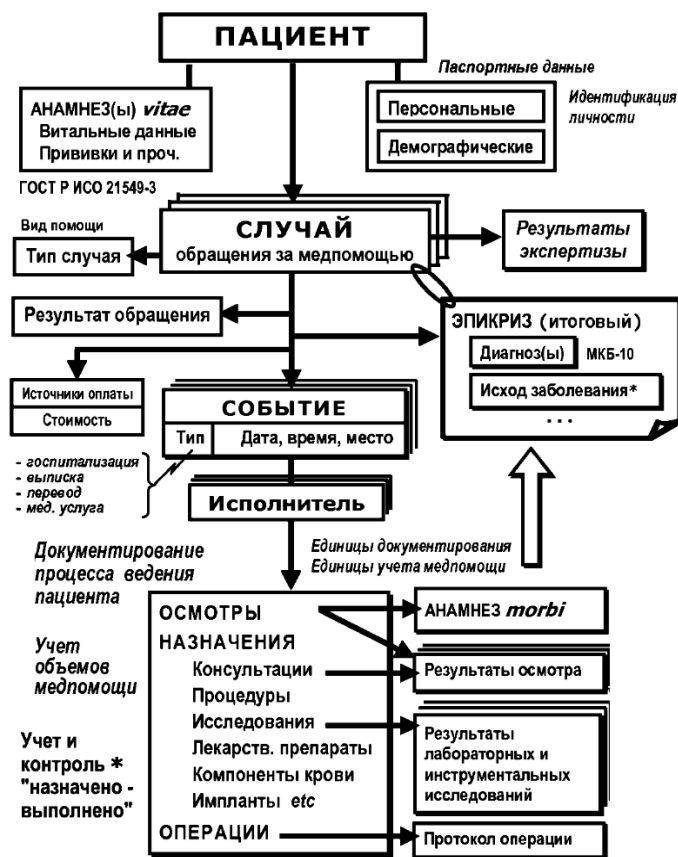 ПАЦИЕНТ
Паспортные данные
АНАМНЕЗ(ы) vitae
Витальные данные
Прививки и проч.
Персональные
Демографические
Идентификация
личности
ГОСТ Р ИСО 21549-3
Вид помощи
Тип случая
СЛУЧАЙ
обращения за медпомощью
Результаты
экспертизы
Результат обращения
ЭПИКРИЗ (итоговый)
Диагноз(ы) МКБ-10
Исход заболевания*
...
Источники оплаты
Стоимость
СОБЫТИЕ
Тип Дата, время, место
- госпитализация
- выписка
- перевод
- мед. услуга
Исполнитель
Документирование
процесса ведения
пациента
Единицы документирования
Единицы учета медпомощи
Учет
объемов
медпомощи
Учет и
контроль *
"назначено -
выполнено"
ОСМОТРЫ
НАЗНАЧЕНИЯ
Консультации
Процедуры
Исследования
Лекарств. препараты
Компоненты крови
Импланты etc
ОПЕРАЦИИ
АНАМНЕЗ morbi
Результаты осмотра
Результаты
лабораторных и
инструментальных
исследований
Протокол операции